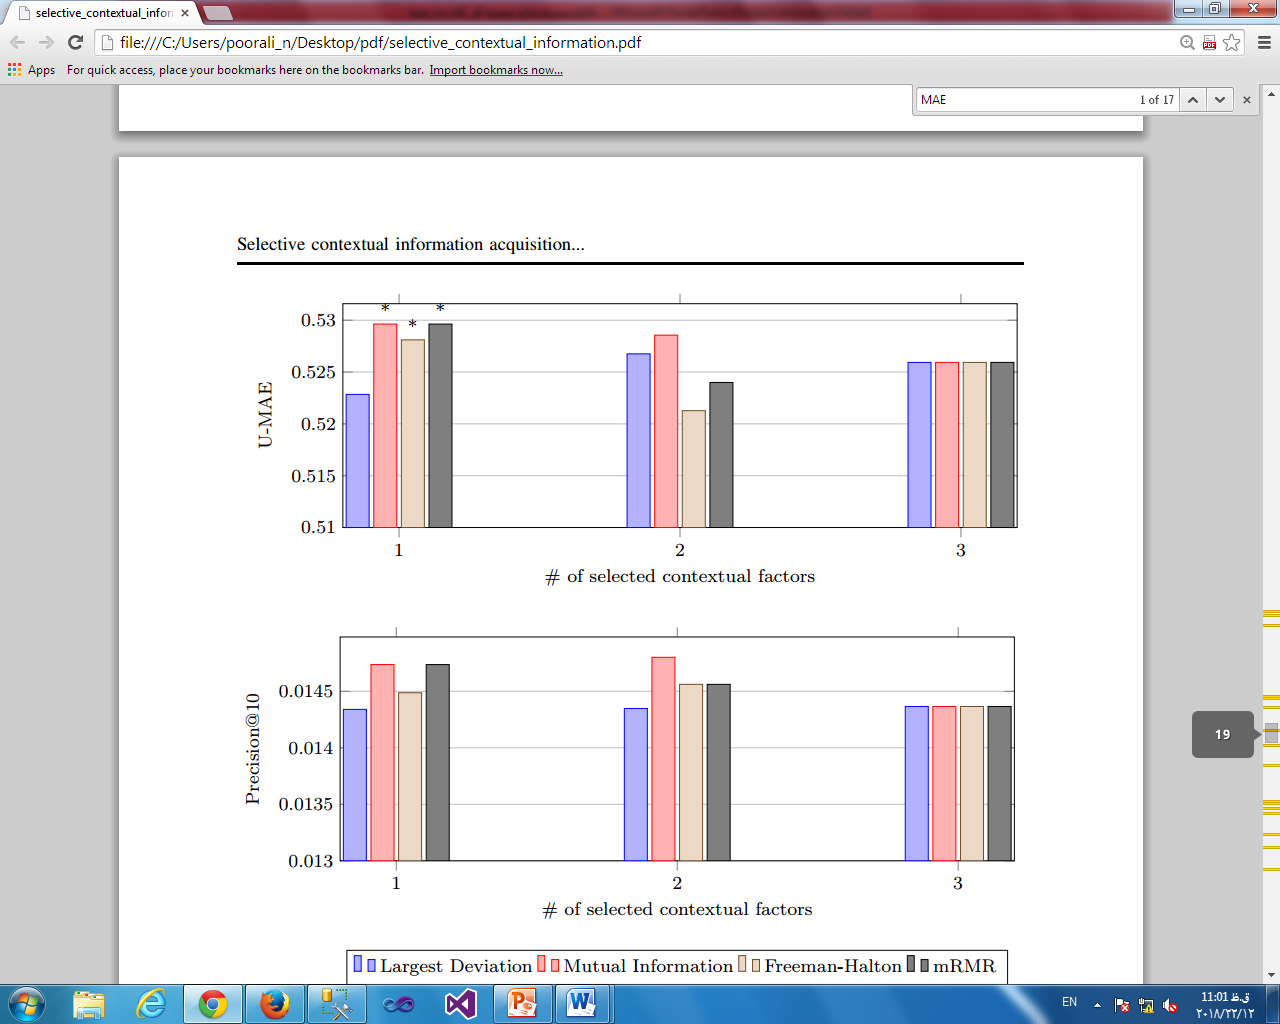 selective_contextual_infor
file:///C:/Users/poorali_n/Desktop/pdf/selective_contextual_information.pdf
Apps For quick access, place your bookmarks here on the bookmarks bar. Import bookmarks now...
MAE 1 of 17
Selective contextual information acquisition...
* * *
0.53
0.525
0.52
0.515
0.51
U-MAE
1 2 3
# of selected contextual factors
0.0145
0.014
0.0135
0.013
Precision@10
1 2 3
# of selected contextual factors
Largest Deviation Mutual Information Freeman-Halton mRMR
19
EN
11:01 ق.ظ
٢٠١٨/٢٢/١٢